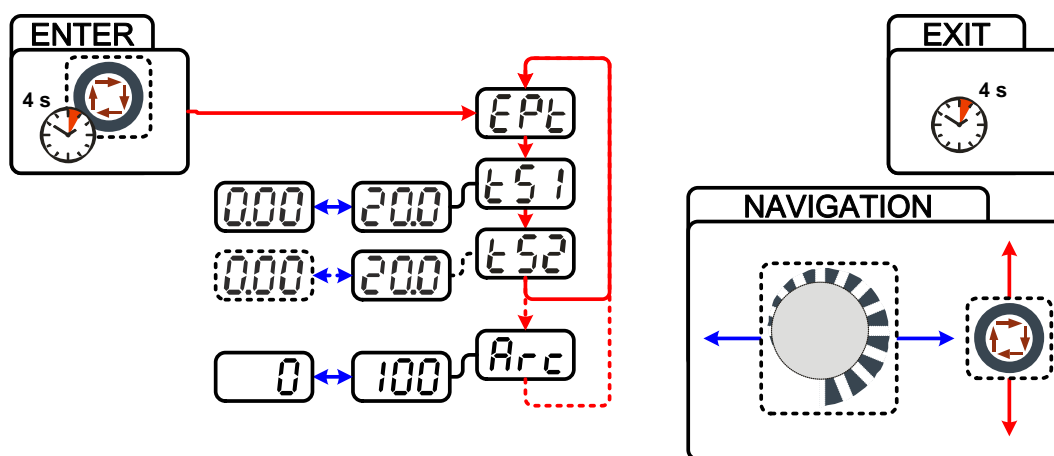 ENTER
4 s
EPt
tS1
0.00
20.0
tS2
0.00
20.0
Arc
0
100
EXIT
4 s
NAVIGATION